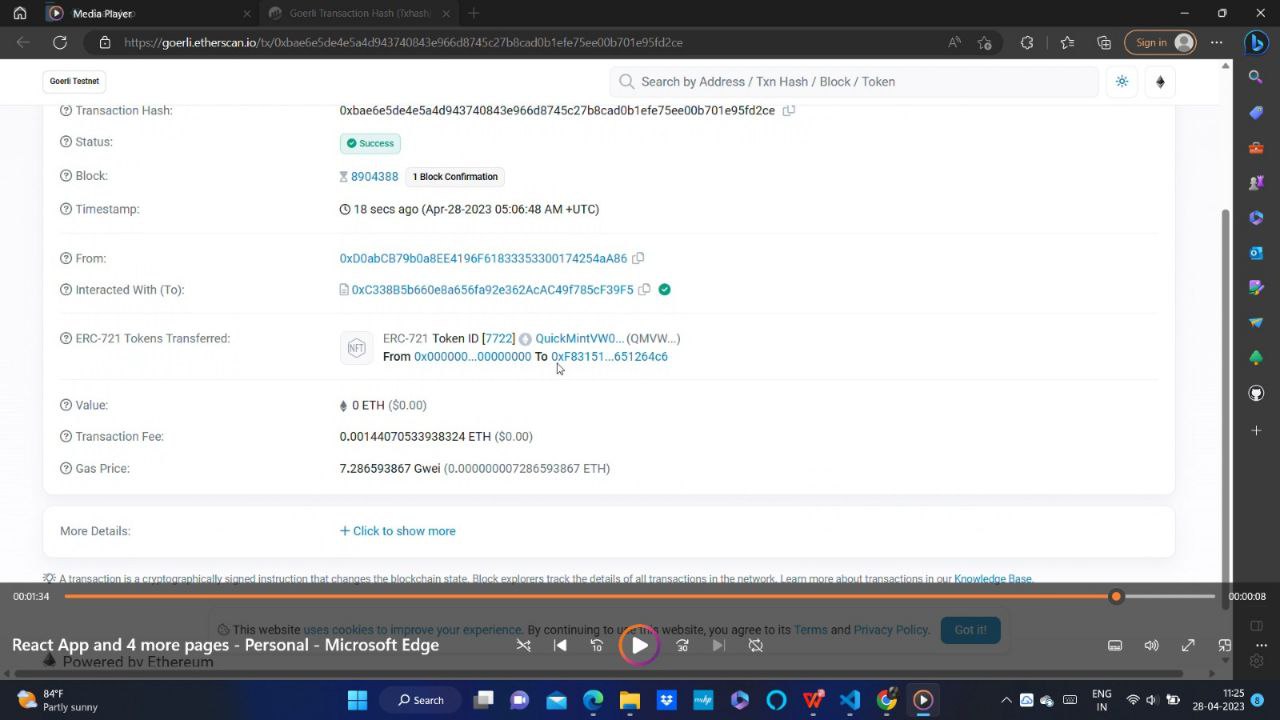 Media Player
Goerli Transaction Hash (Txhash)
https://goerli.etherscan.io/tx/0xbae6e5de4e5a4d943740843e966d8745c27b8cad0b1efe75ee00b701e95fd2ce
Sign in
Goerli Testnet
Search by Address / Txn Hash / Block / Token
Transaction Hash: 0xbae6e5de4e5a4d943740843e966d8745c27b8cad0b1efe75ee00b701e95fd2ce
Status: Success
Block: 8904388 1 Block Confirmation
Timestamp: 18 secs ago (Apr-28-2023 05:06:48 AM +UTC)
From: 0xD0abCB79b0a8EE4196F61833353300174254aA86
Interacted With (To): 0xC338B5b660e8a656fa92e362AcAC49f785cF39F5
ERC-721 Tokens Transferred: ERC-721 Token ID [7722] QuickMintVW0... (QMVW...)
NFT
From 0x000000...00000000 To 0xF83151...651264c6
Value: 0 ETH ($0.00)
Transaction Fee: 0.00144070533938324 ETH ($0.00)
Gas Price: 7.286593867 Gwei (0.000000007286593867 ETH)
More Details: + Click to show more
A transaction is a cryptographically signed instruction that changes the blockchain state. Block explorers track the details of all transactions in the network. Learn more about transactions in our Knowledge Base.
00:01:34 00:00:08
This website uses cookies to improve your experience. By continuing to use this website, you agree to its Terms and Privacy Policy. Got it!
React App and 4 more pages - Personal - Microsoft Edge
10 30
Powered by Ethereum
84°F
Partly sunny
Search
ENG
IN
11:25
28-04-2023
8